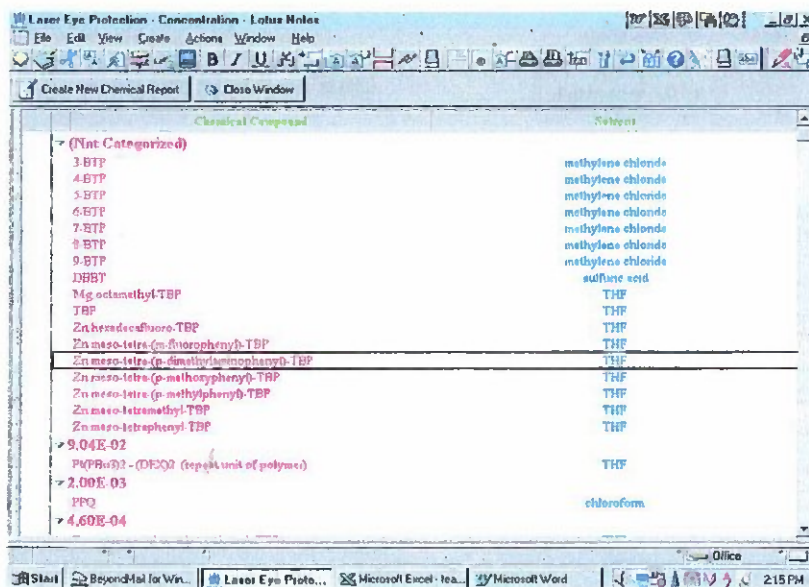 Laser Eye Protection - Concentration - Lotus Notes
File Edit View Create Actions Window Help
Create New Chemical Report Close Window
Chemical Compound Solvent
(Not Categorized)
3-BTP methylene chloride
4-BTP methylene chloride
5-BTP methylene chloride
6-BTP methylene chloride
7-BTP methylene chloride
8-BTP methylene chloride
9-BTP methylene chloride
DBBT sulfuric acid
Mg octamethyl-TBP THF
TBP THF
Zn hexadecafluoro-TBP THF
Zn meso-tetra-(m-fluorophenyl)-TBP THF
Zn meso-tetra-(p-dimethylaminophenyl)-TBP THF
Zn meso-tetra-(p-methoxyphenyl)-TBP THF
Zn meso-tetra-(p-methylphenyl)-TBP THF
Zn meso-tetramethyl-TBP THF
Zn meso-tetraphenyl-TBP THF
9.04E-02
Pt(PBu3)2 - (DEX)2 (repeat unit of polymer) THF
2.00E-03
PPQ chloroform
4.60E-04
Office
Start BeyondMail for Win... Laser Eye Prote... Microsoft Excel - tea... Microsoft Word 2:15PM